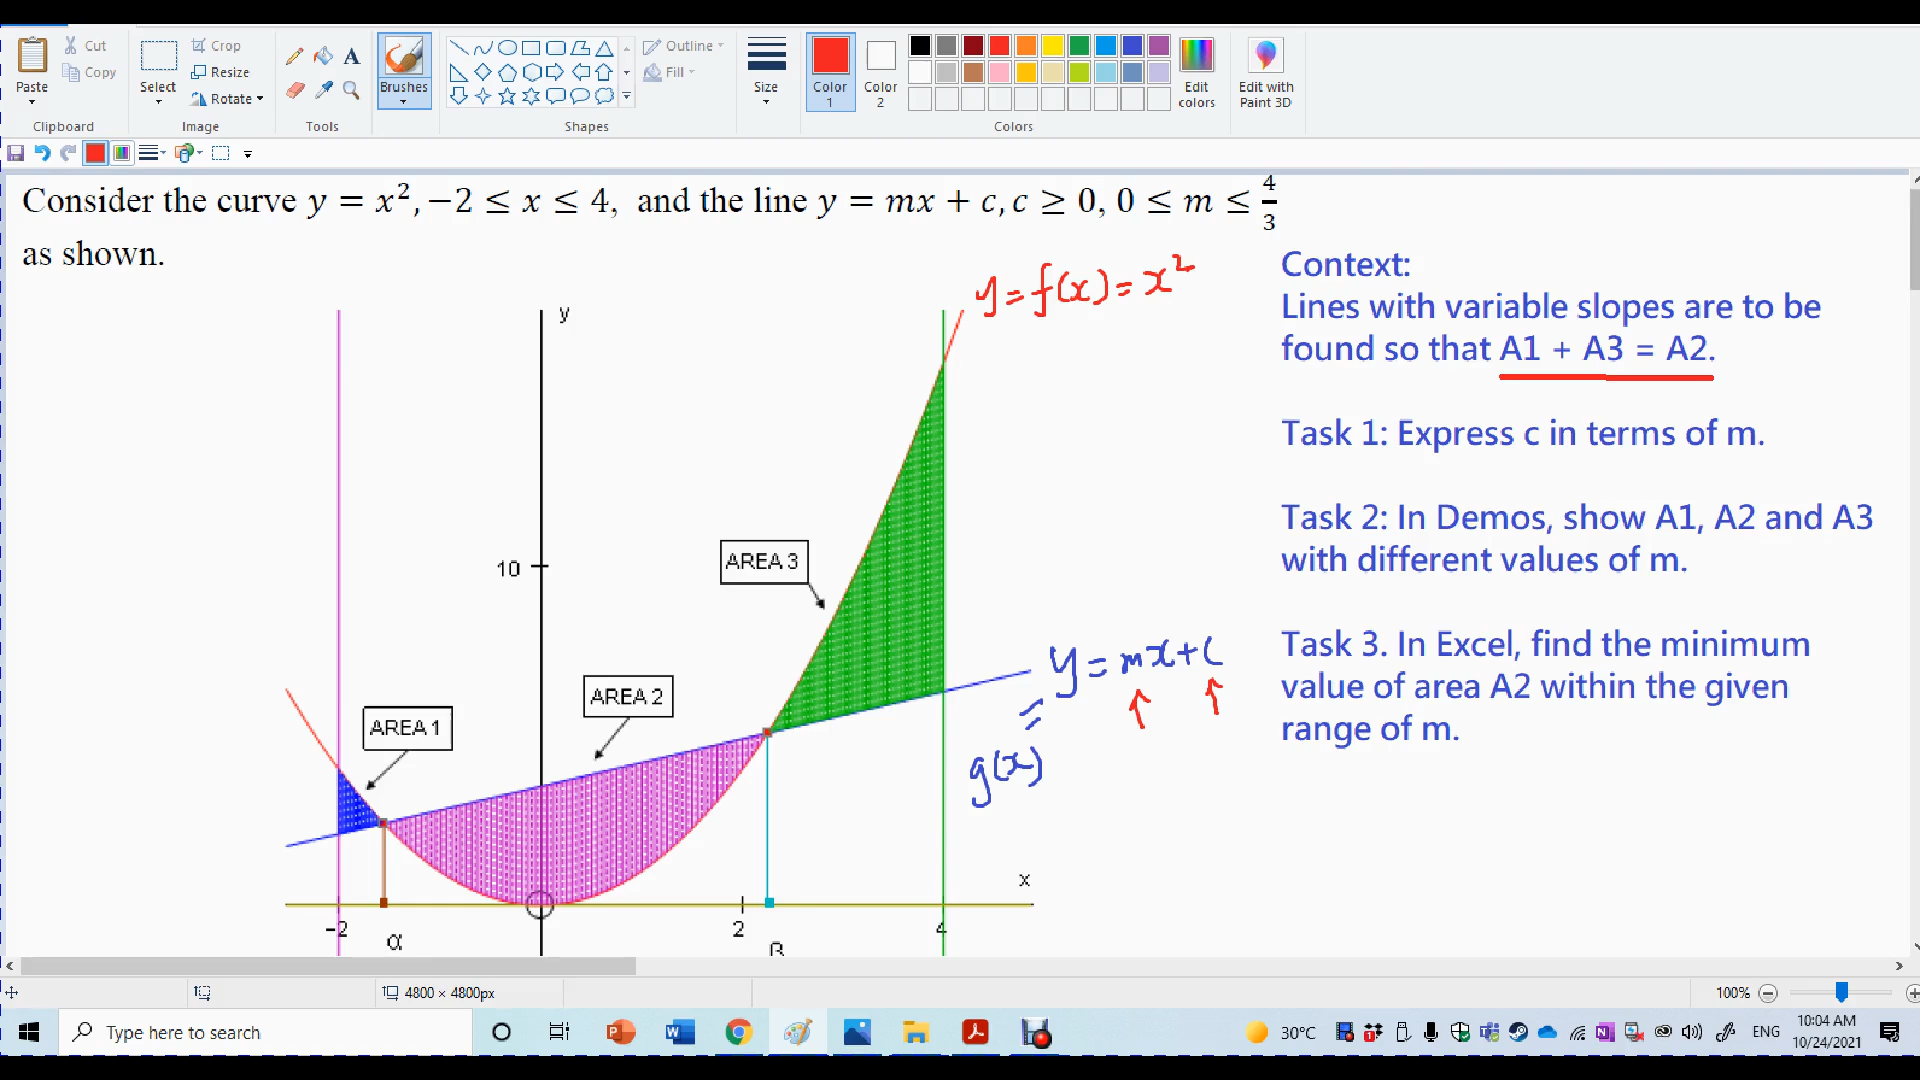 Paste
Cut
Copy
Clipboard
Select
Crop
Resize
Rotate
Image
A
Tools
Brushes
Outline
Fill
Shapes
Size
Color 1
Color 2
Edit colors
Edit with Paint 3D
Colors
Consider the curve y = x², −2 ≤ x ≤ 4, and the line y = mx + c, c ≥ 0, 0 ≤ m ≤ 4/3
as shown.
y = f(x) = x²
Context:
Lines with variable slopes are to be
found so that A1 + A3 = A2.
Task 1: Express c in terms of m.
Task 2: In Demos, show A1, A2 and A3
with different values of m.
Task 3. In Excel, find the minimum
value of area A2 within the given
range of m.
y
10
AREA 3
AREA 2
AREA 1
y = mx + c
=
g(x)
x
-2
α
2
β
4
4800 × 4800px
100%
Type here to search
30°C
ENG
10:04 AM
10/24/2021